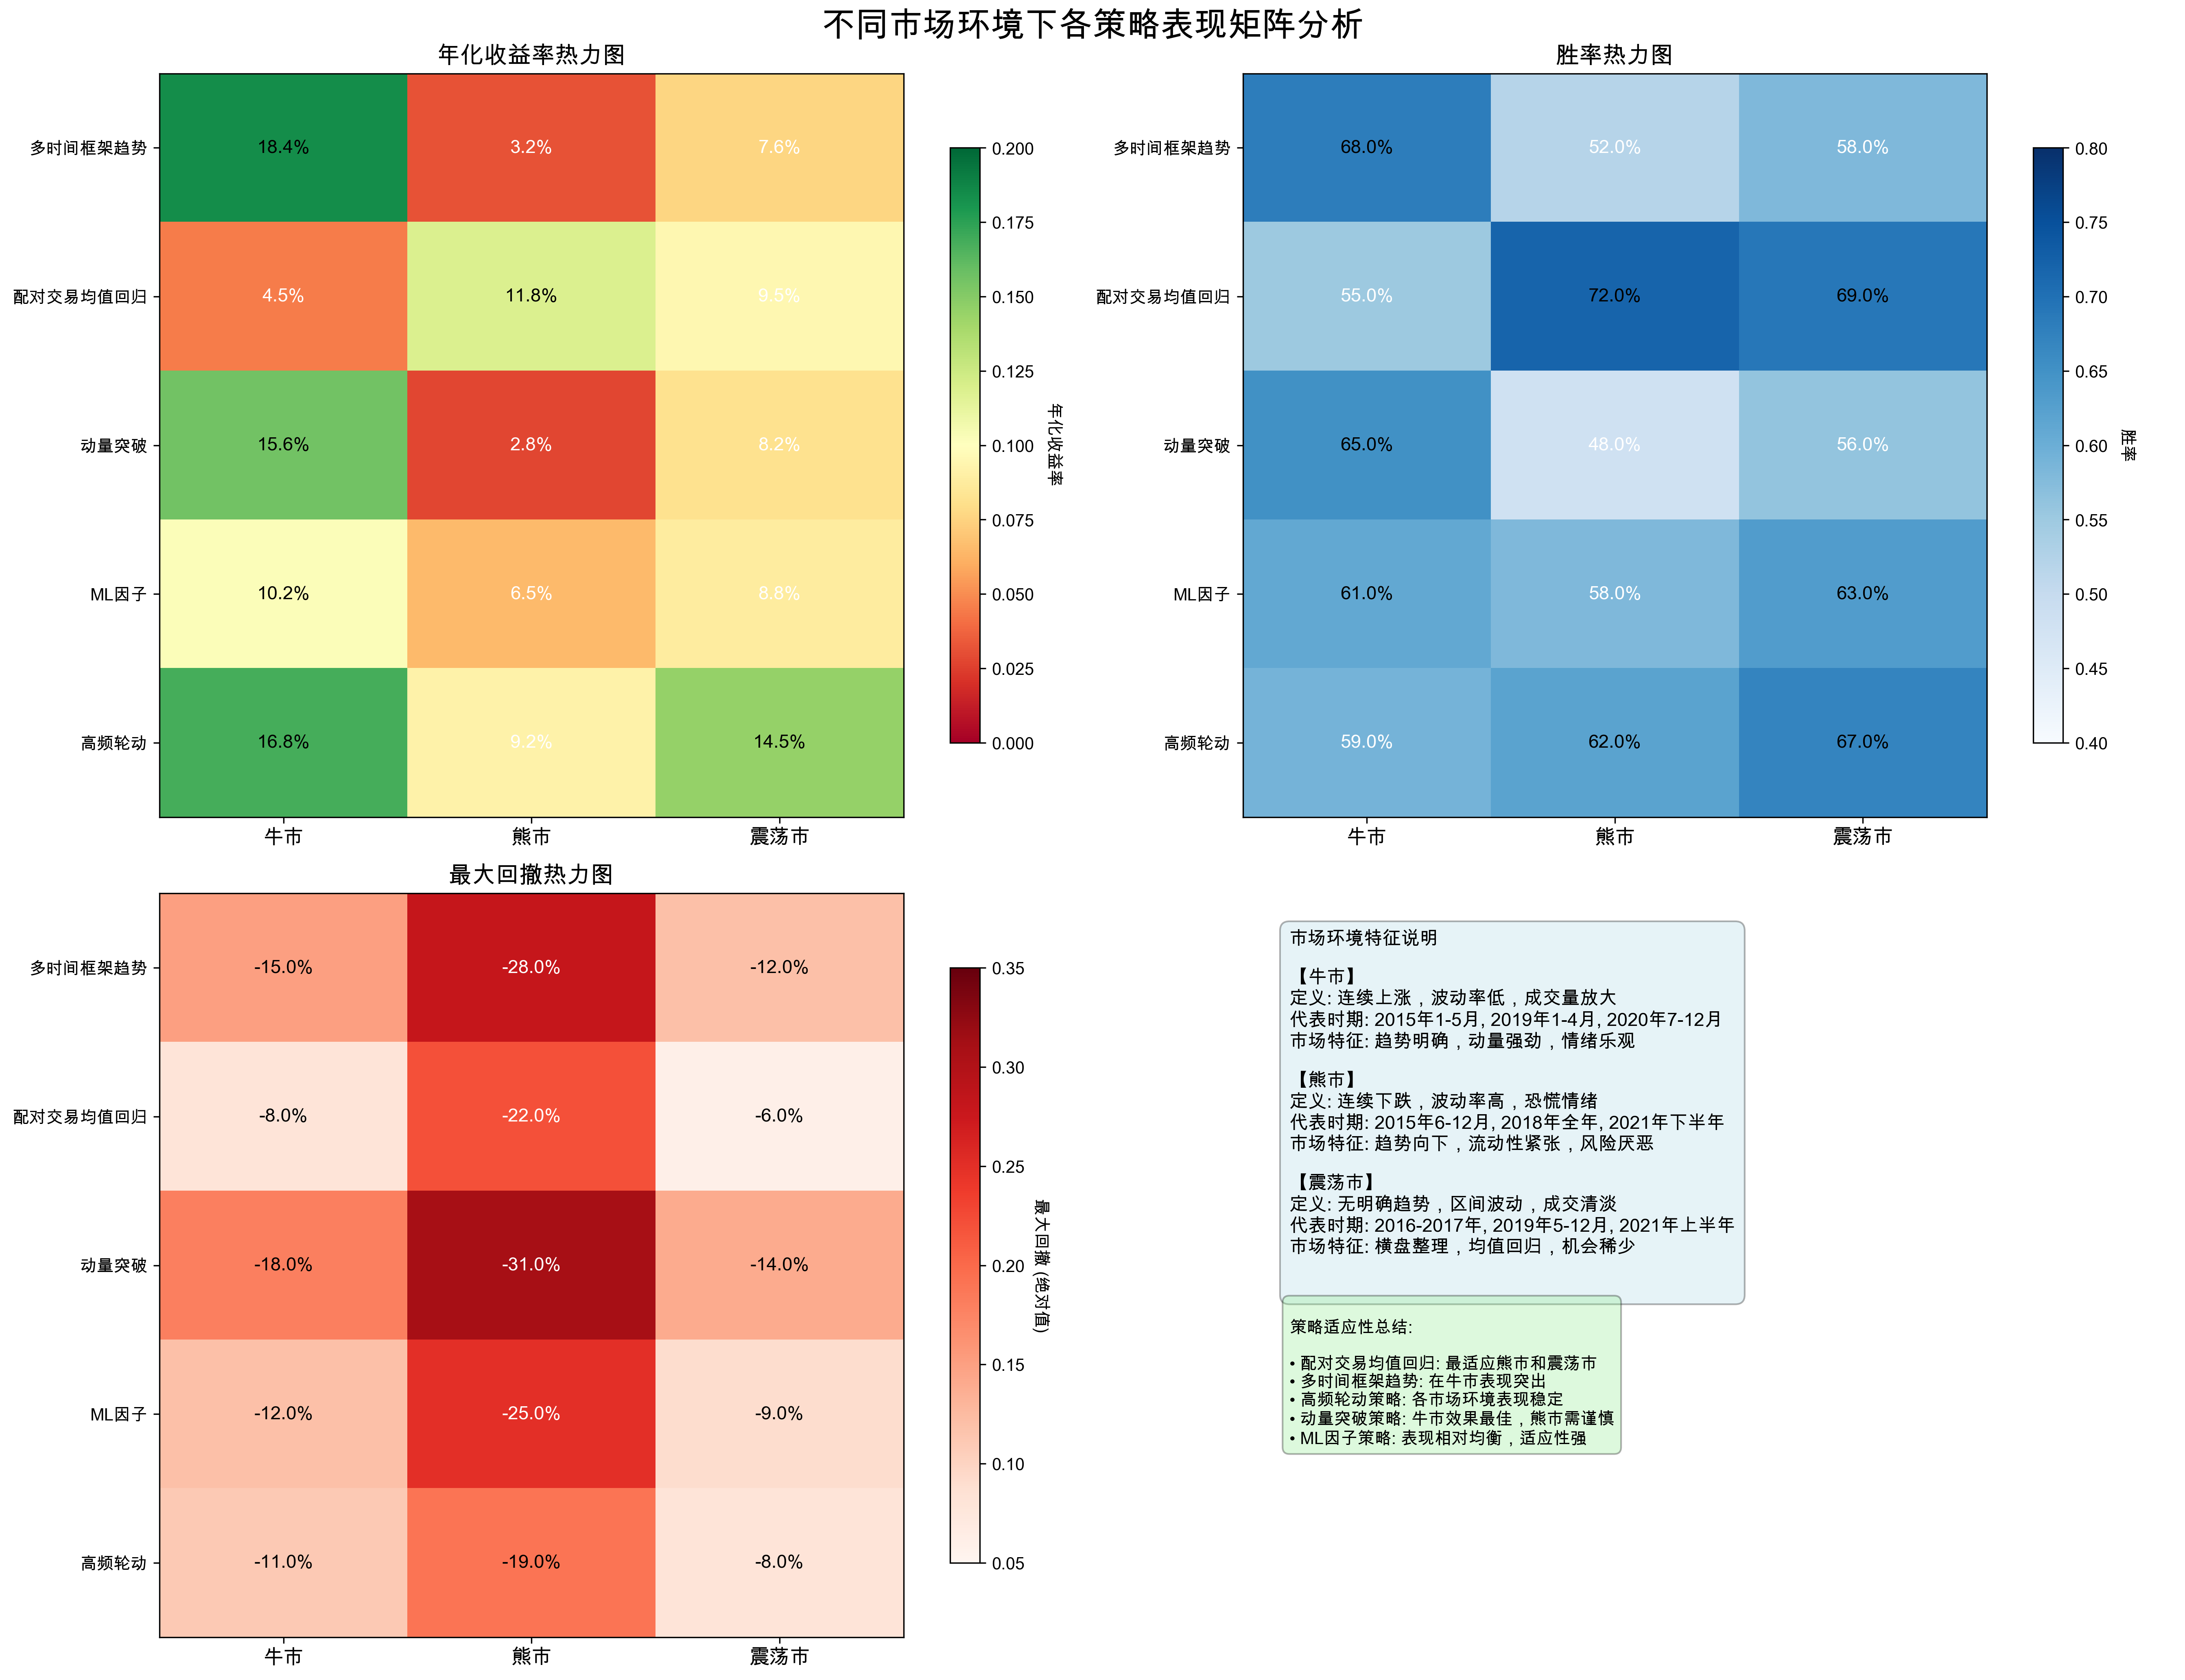 不同市场环境下各策略表现矩阵分析
年化收益率热力图
多时间框架趋势
18.4%
3.2%
7.6%
配对交易均值回归
4.5%
11.8%
9.5%
动量突破
15.6%
2.8%
8.2%
ML因子
10.2%
6.5%
8.8%
高频轮动
16.8%
9.2%
14.5%
牛市
熊市
震荡市
0.200
0.175
0.150
0.125
0.100
0.075
0.050
0.025
0.000
年化收益率
胜率热力图
多时间框架趋势
68.0%
52.0%
58.0%
配对交易均值回归
55.0%
72.0%
69.0%
动量突破
65.0%
48.0%
56.0%
ML因子
61.0%
58.0%
63.0%
高频轮动
59.0%
62.0%
67.0%
牛市
熊市
震荡市
0.80
0.75
0.70
0.65
0.60
0.55
0.50
0.45
0.40
胜率
最大回撤热力图
多时间框架趋势
-15.0%
-28.0%
-12.0%
配对交易均值回归
-8.0%
-22.0%
-6.0%
动量突破
-18.0%
-31.0%
-14.0%
ML因子
-12.0%
-25.0%
-9.0%
高频轮动
-11.0%
-19.0%
-8.0%
牛市
熊市
震荡市
0.35
0.30
0.25
0.20
0.15
0.10
0.05
最大回撤 (绝对值)
市场环境特征说明
【牛市】
定义: 连续上涨，波动率低，成交量放大
代表时期: 2015年1-5月, 2019年1-4月, 2020年7-12月
市场特征: 趋势明确，动量强劲，情绪乐观
【熊市】
定义: 连续下跌，波动率高，恐慌情绪
代表时期: 2015年6-12月, 2018年全年, 2021年下半年
市场特征: 趋势向下，流动性紧张，风险厌恶
【震荡市】
定义: 无明确趋势，区间波动，成交清淡
代表时期: 2016-2017年, 2019年5-12月, 2021年上半年
市场特征: 横盘整理，均值回归，机会稀少
策略适应性总结:
• 配对交易均值回归: 最适应熊市和震荡市
• 多时间框架趋势: 在牛市表现突出
• 高频轮动策略: 各市场环境表现稳定
• 动量突破策略: 牛市效果最佳，熊市需谨慎
• ML因子策略: 表现相对均衡，适应性强